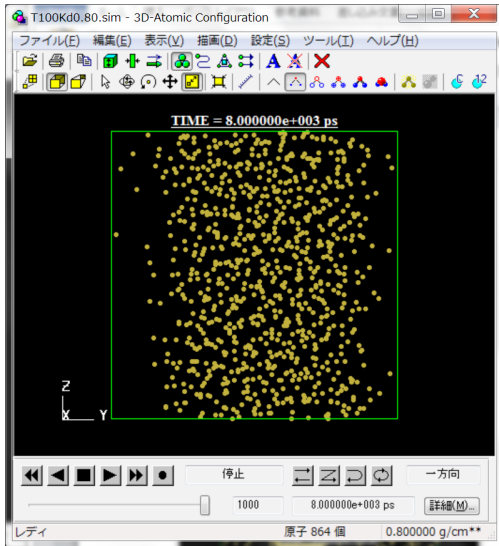 T100Kd0.80.sim - 3D-Atomic Configuration
ファイル(F) 編集(E) 表示(V) 描画(D) 設定(S) ツール(T) ヘルプ(H)
A
C 12
TIME = 8.000000e+003 ps
Z
X Y
停止
一方向
1000
8.000000e+003 ps
詳細(M)...
レディ
原子 864 個
0.800000 g/cm**